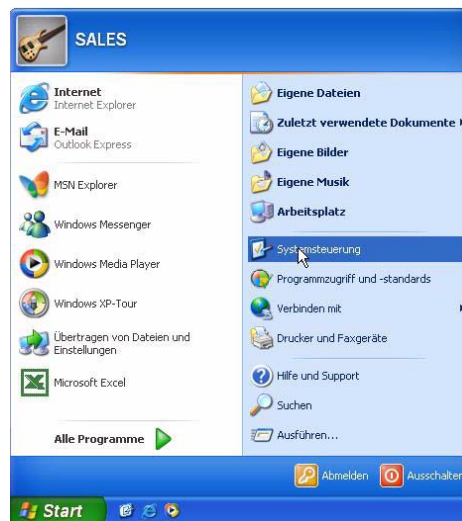 SALES
Internet
Internet Explorer
E-Mail
Outlook Express
MSN Explorer
Windows Messenger
Windows Media Player
Windows XP-Tour
Übertragen von Dateien und
Einstellungen
Microsoft Excel
Alle Programme
Eigene Dateien
Zuletzt verwendete Dokumente
Eigene Bilder
Eigene Musik
Arbeitsplatz
Systemsteuerung
Programmzugriff und -standards
Verbinden mit
Drucker und Faxgeräte
Hilfe und Support
Suchen
Ausführen...
Abmelden Ausschalten
Start